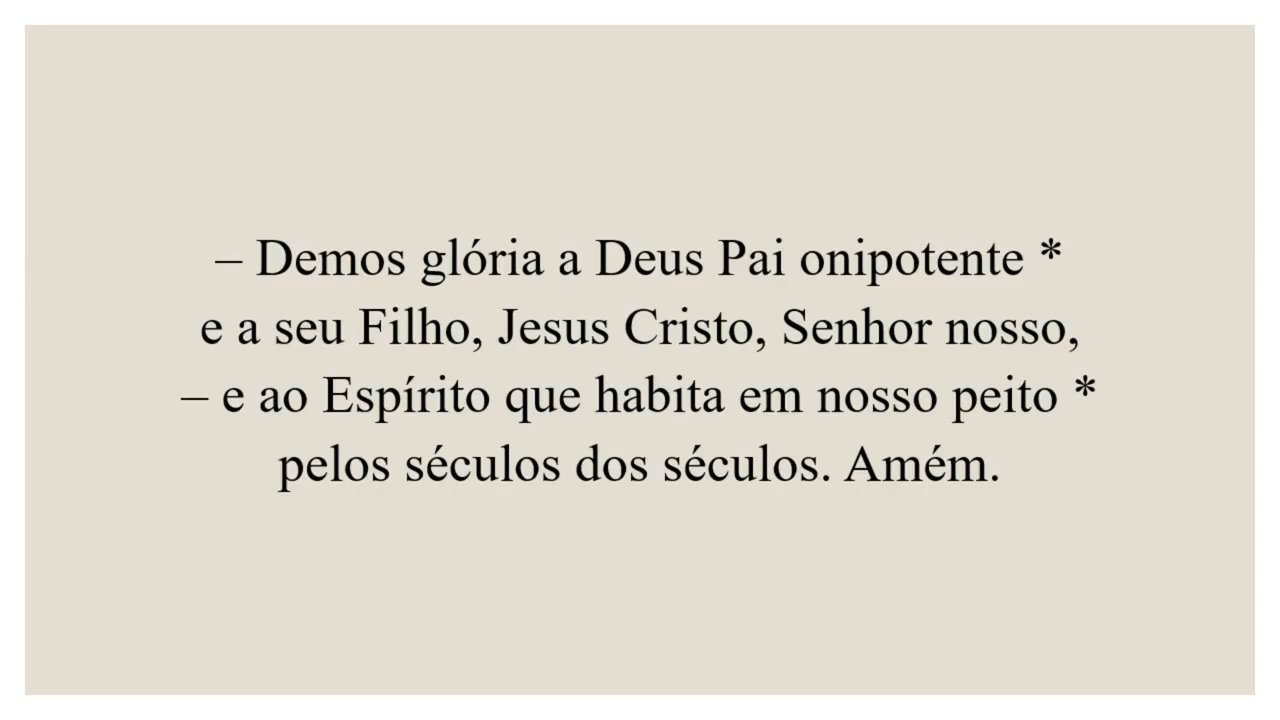 – Demos glória a Deus Pai onipotente *
e a seu Filho, Jesus Cristo, Senhor nosso,
– e ao Espírito que habita em nosso peito *
pelos séculos dos séculos. Amém.